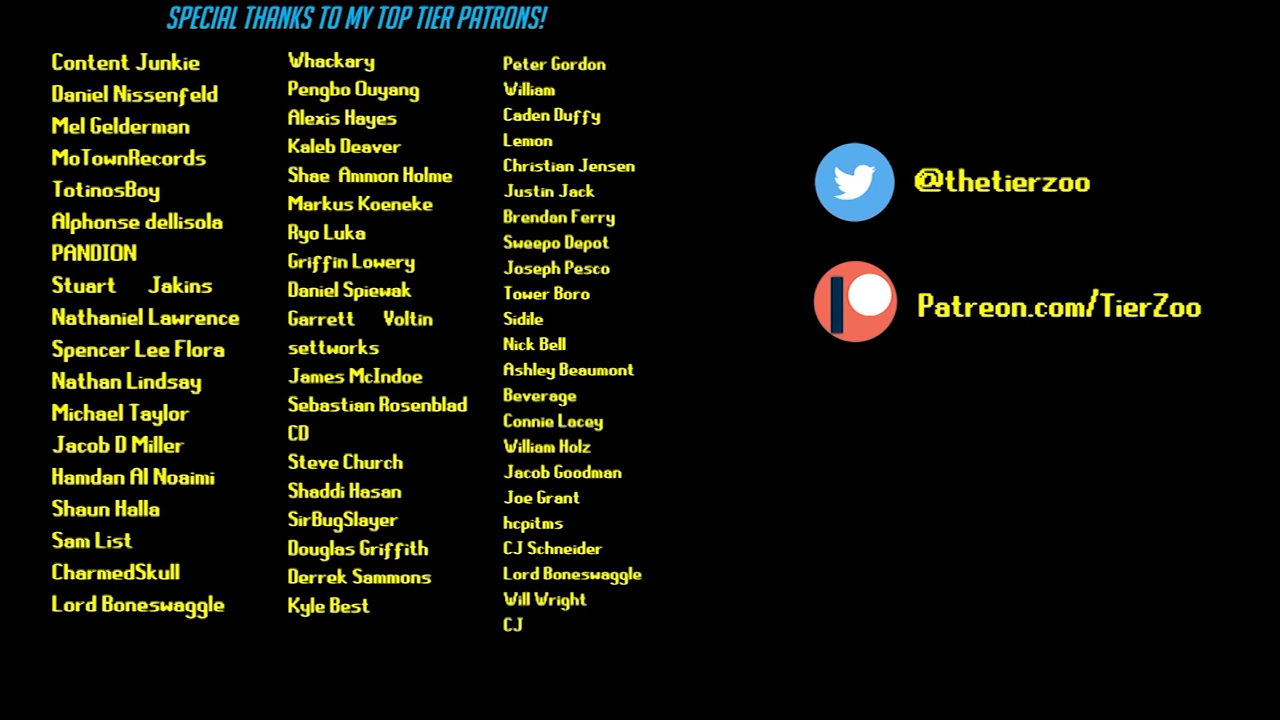 SPECIAL THANKS TO MY TOP TIER PATRONS!
Content Junkie
Daniel Nissenfeld
Mel Gelderman
MoTownRecords
TotinosBoy
Alphonse dellisola
PANDION
Stuart Jakins
Nathaniel Lawrence
Spencer Lee Flora
Nathan Lindsay
Michael Taylor
Jacob D Miller
Hamdan Al Noaimi
Shaun Halla
Sam List
CharmedSkull
Lord Boneswaggle
Whackary
Pengbo Ouyang
Alexis Hayes
Kaleb Deaver
Shae Ammon Holme
Markus Koeneke
Ryo Luka
Griffin Lowery
Daniel Spiewak
Garrett Voltin
settworks
James McIndoe
Sebastian Rosenblad
CD
Steve Church
Shaddi Hasan
SirBugSlayer
Douglas Griffith
Derrek Sammons
Kyle Best
Peter Gordon
William
Caden Duffy
Lemon
Christian Jensen
Justin Jack
Brendan Ferry
Sweepo Depot
Joseph Pesco
Tower Boro
Sidile
Nick Bell
Ashley Beaumont
Beverage
Connie Lacey
William Holz
Jacob Goodman
Joe Grant
hcpitms
CJ Schneider
Lord Boneswaggle
Will Wright
CJ
@thetierzoo
Patreon.com/TierZoo